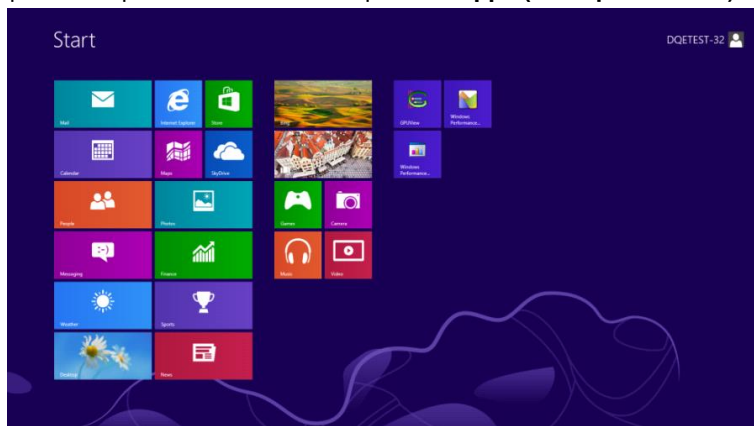 Start
DQETEST-32
Mail
Internet Explorer
Store
Bing
GPUView
Windows Performance...
Calendar
Maps
SkyDrive
Windows Performance...
People
Photos
Games
Camera
Messaging
Finance
Music
Video
Weather
Sports
Desktop
News